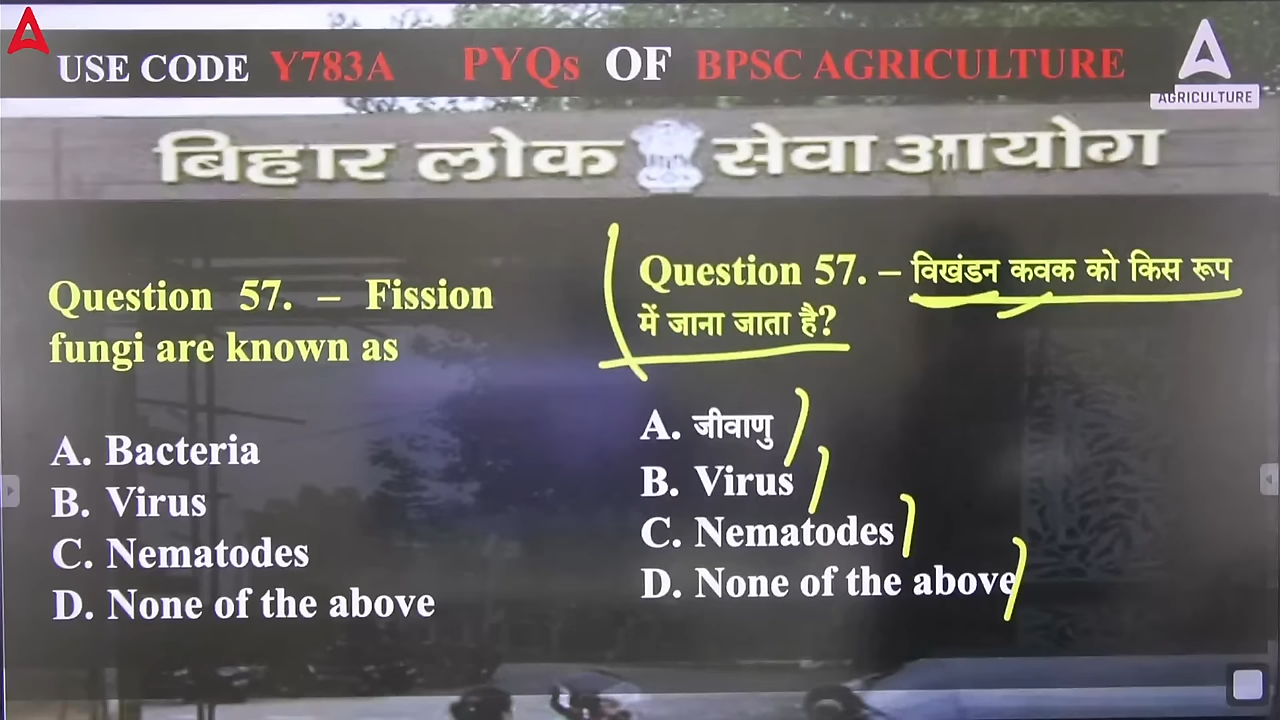 USE CODE Y783A PYQs OF BPSC AGRICULTURE
AGRICULTURE
बिहार लोक सेवा आयोग
Question 57. – Fission
fungi are known as
A. Bacteria
B. Virus
C. Nematodes
D. None of the above
Question 57. – विखंडन कवक को किस रूप
में जाना जाता है?
A. जीवाणु
B. Virus
C. Nematodes
D. None of the above